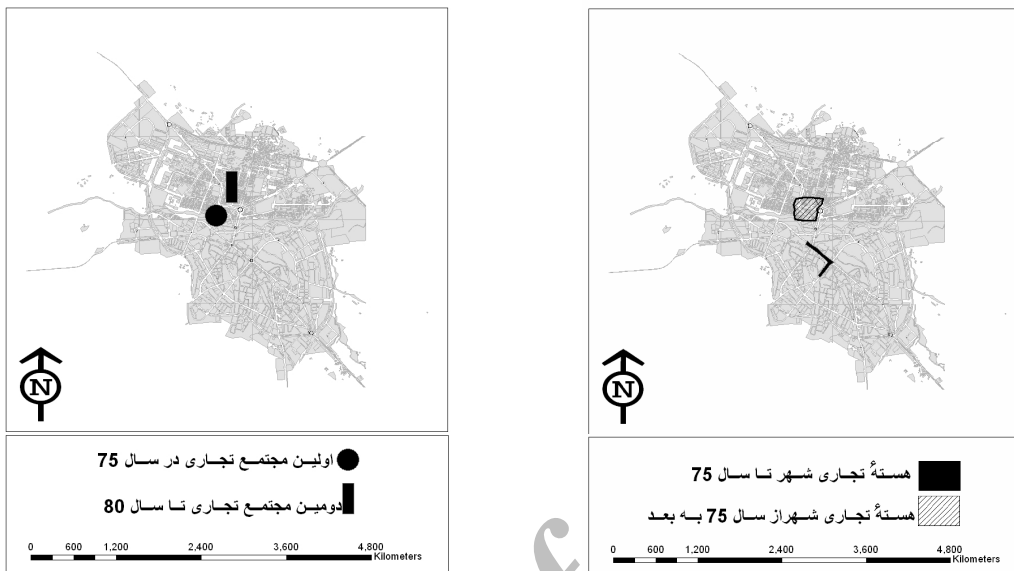 N
اولین مجتمع تجاری در سال 75
دومین مجتمع تجاری تا سال 80
0 600 1,200 2,400 3,600 4,800
Kilometers
N
هستهٔ تجاری شهر تا سال 75
هستهٔ تجاری شهراز سال 75 به بعد
0 600 1,200 2,400 3,600 4,800
Kilometers